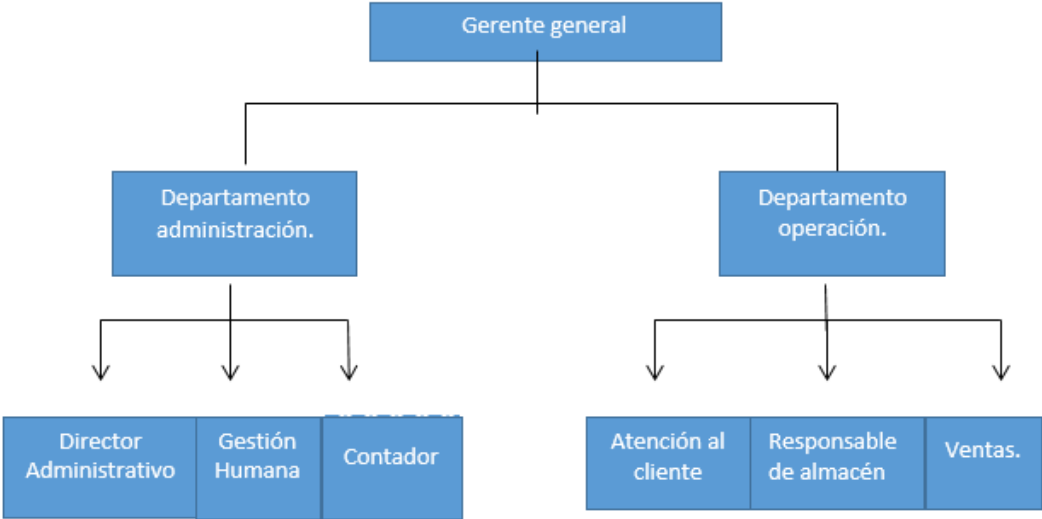 Gerente general
Departamento
administración.
Departamento
operación.
Director
Administrativo
Gestión
Humana
Contador
Atención al
cliente
Responsable
de almacén
Ventas.